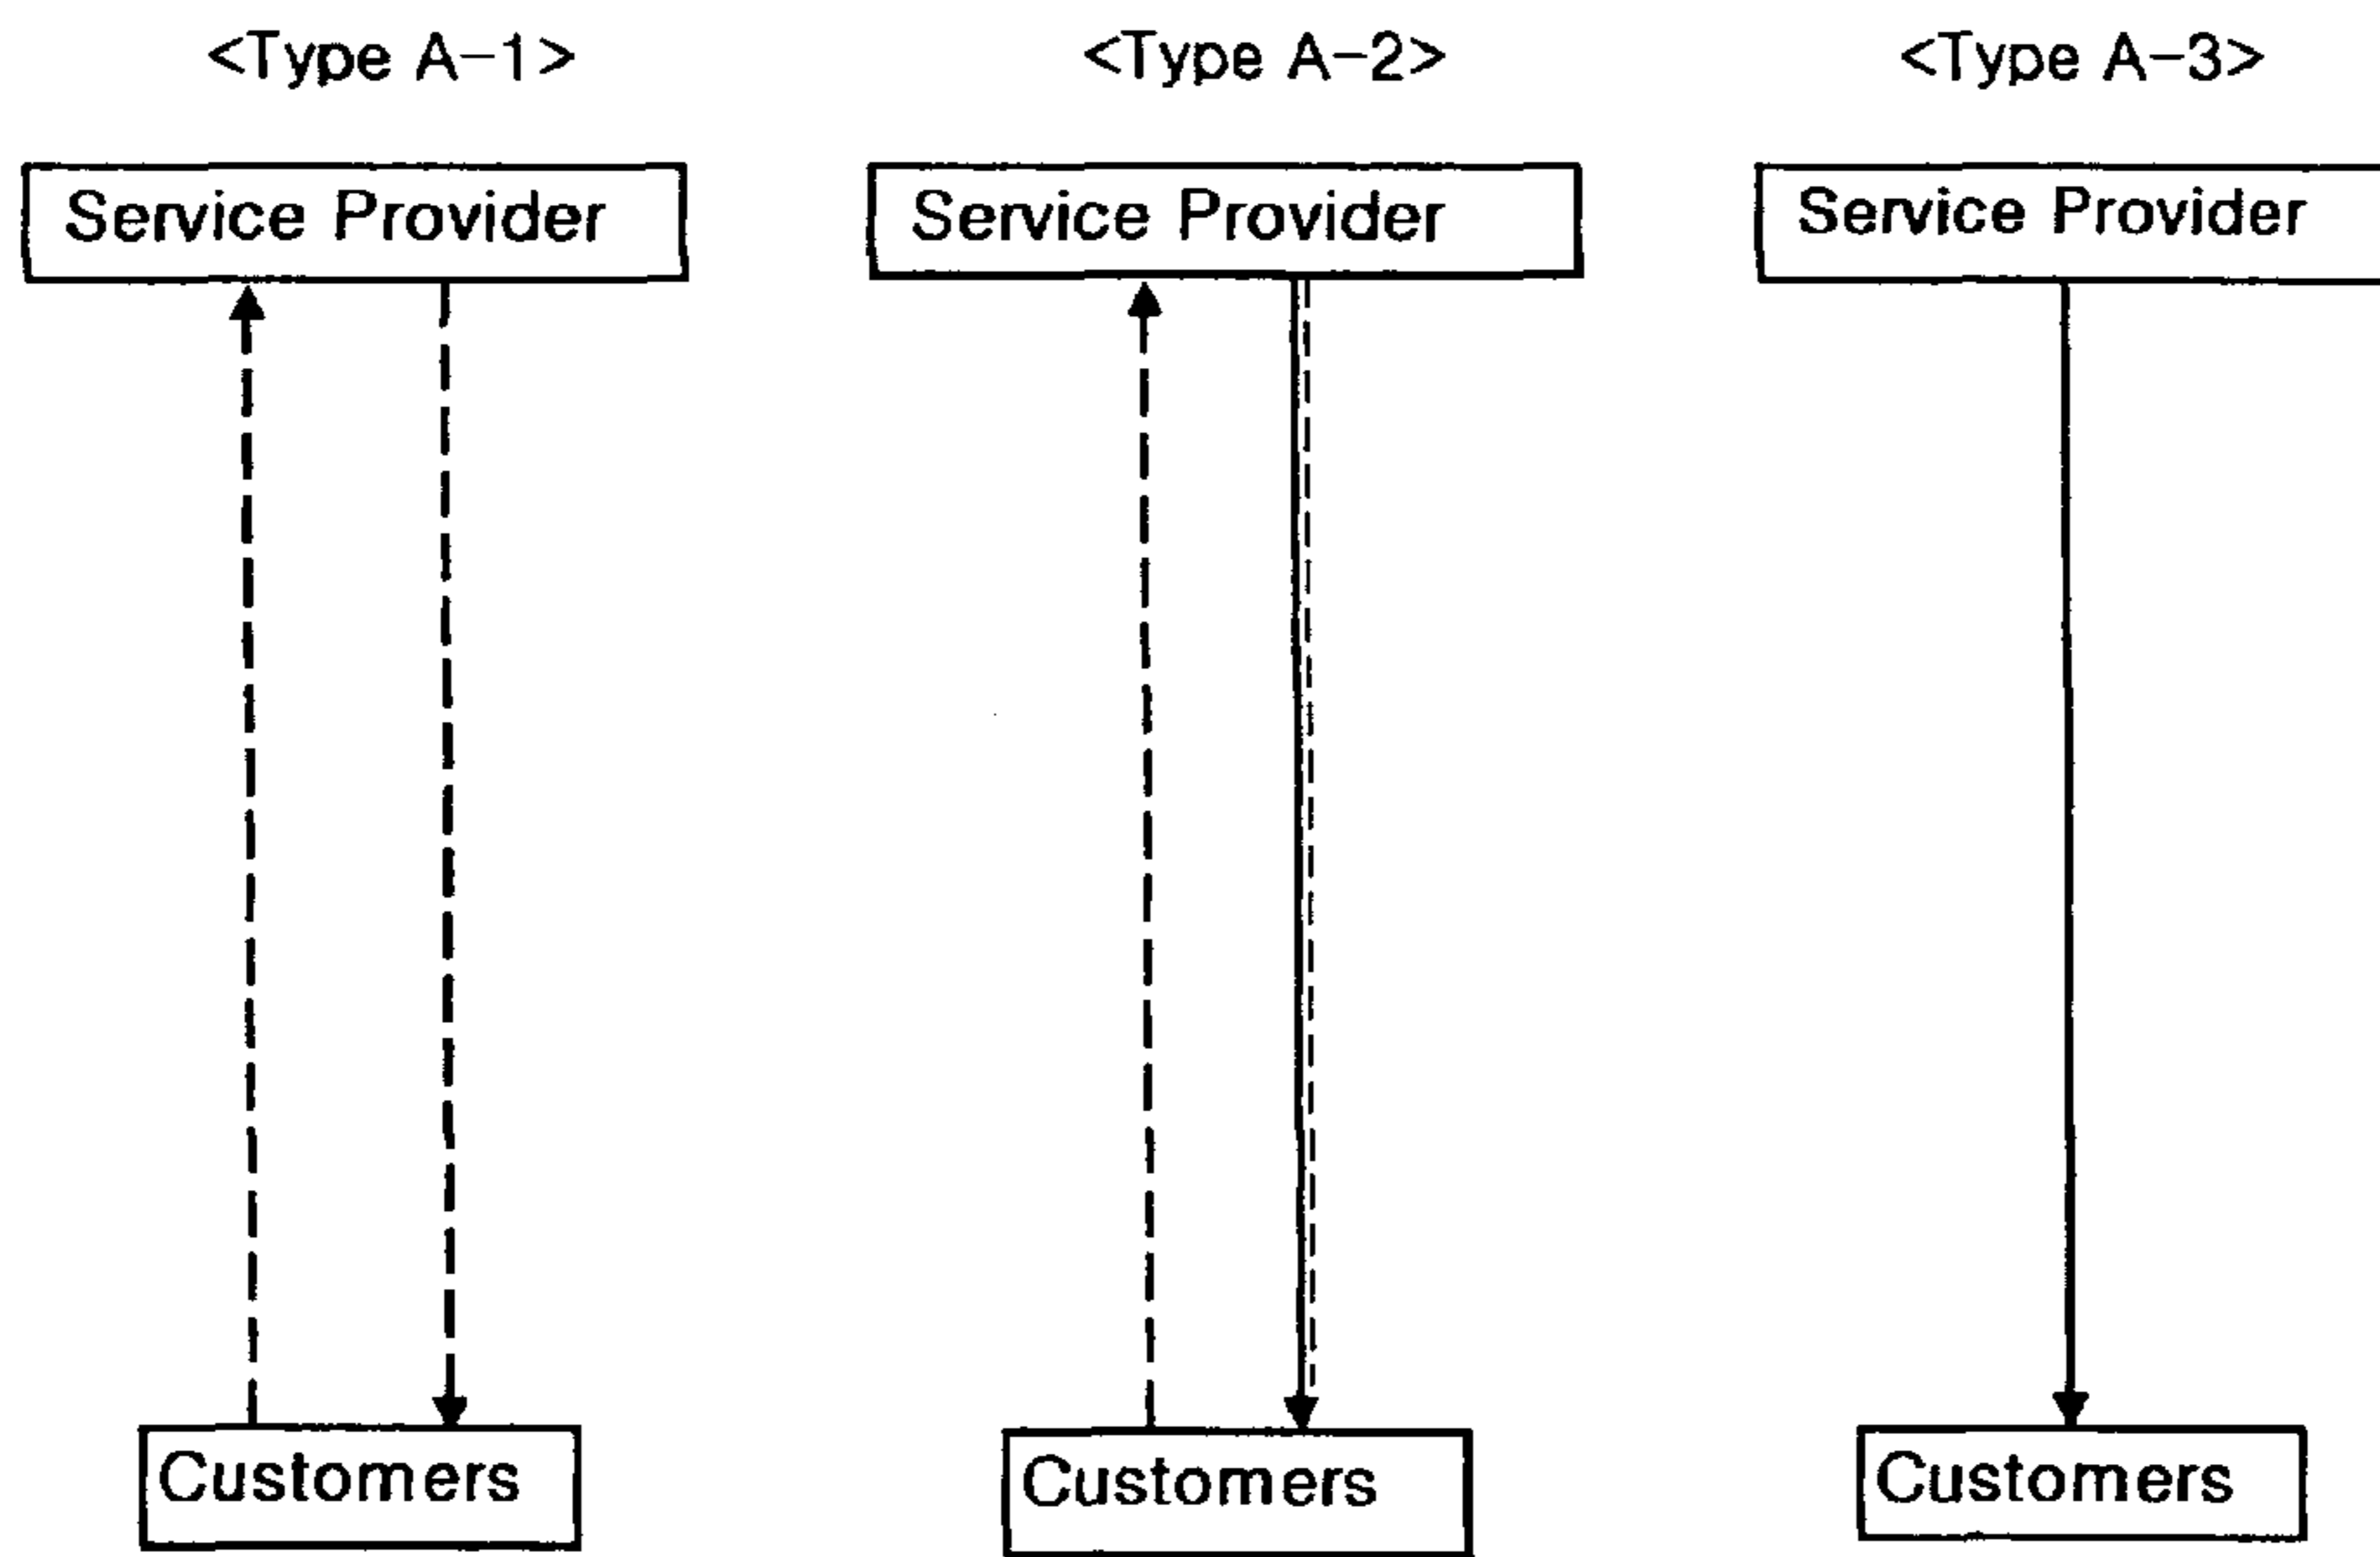 <Type A-1>
<Type A-2>
<Type A-3>
Service Provider
Service Provider
Service Provider
Customers
Customers
Customers